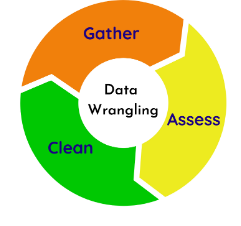 Gather
Data
Wrangling
Assess
Clean